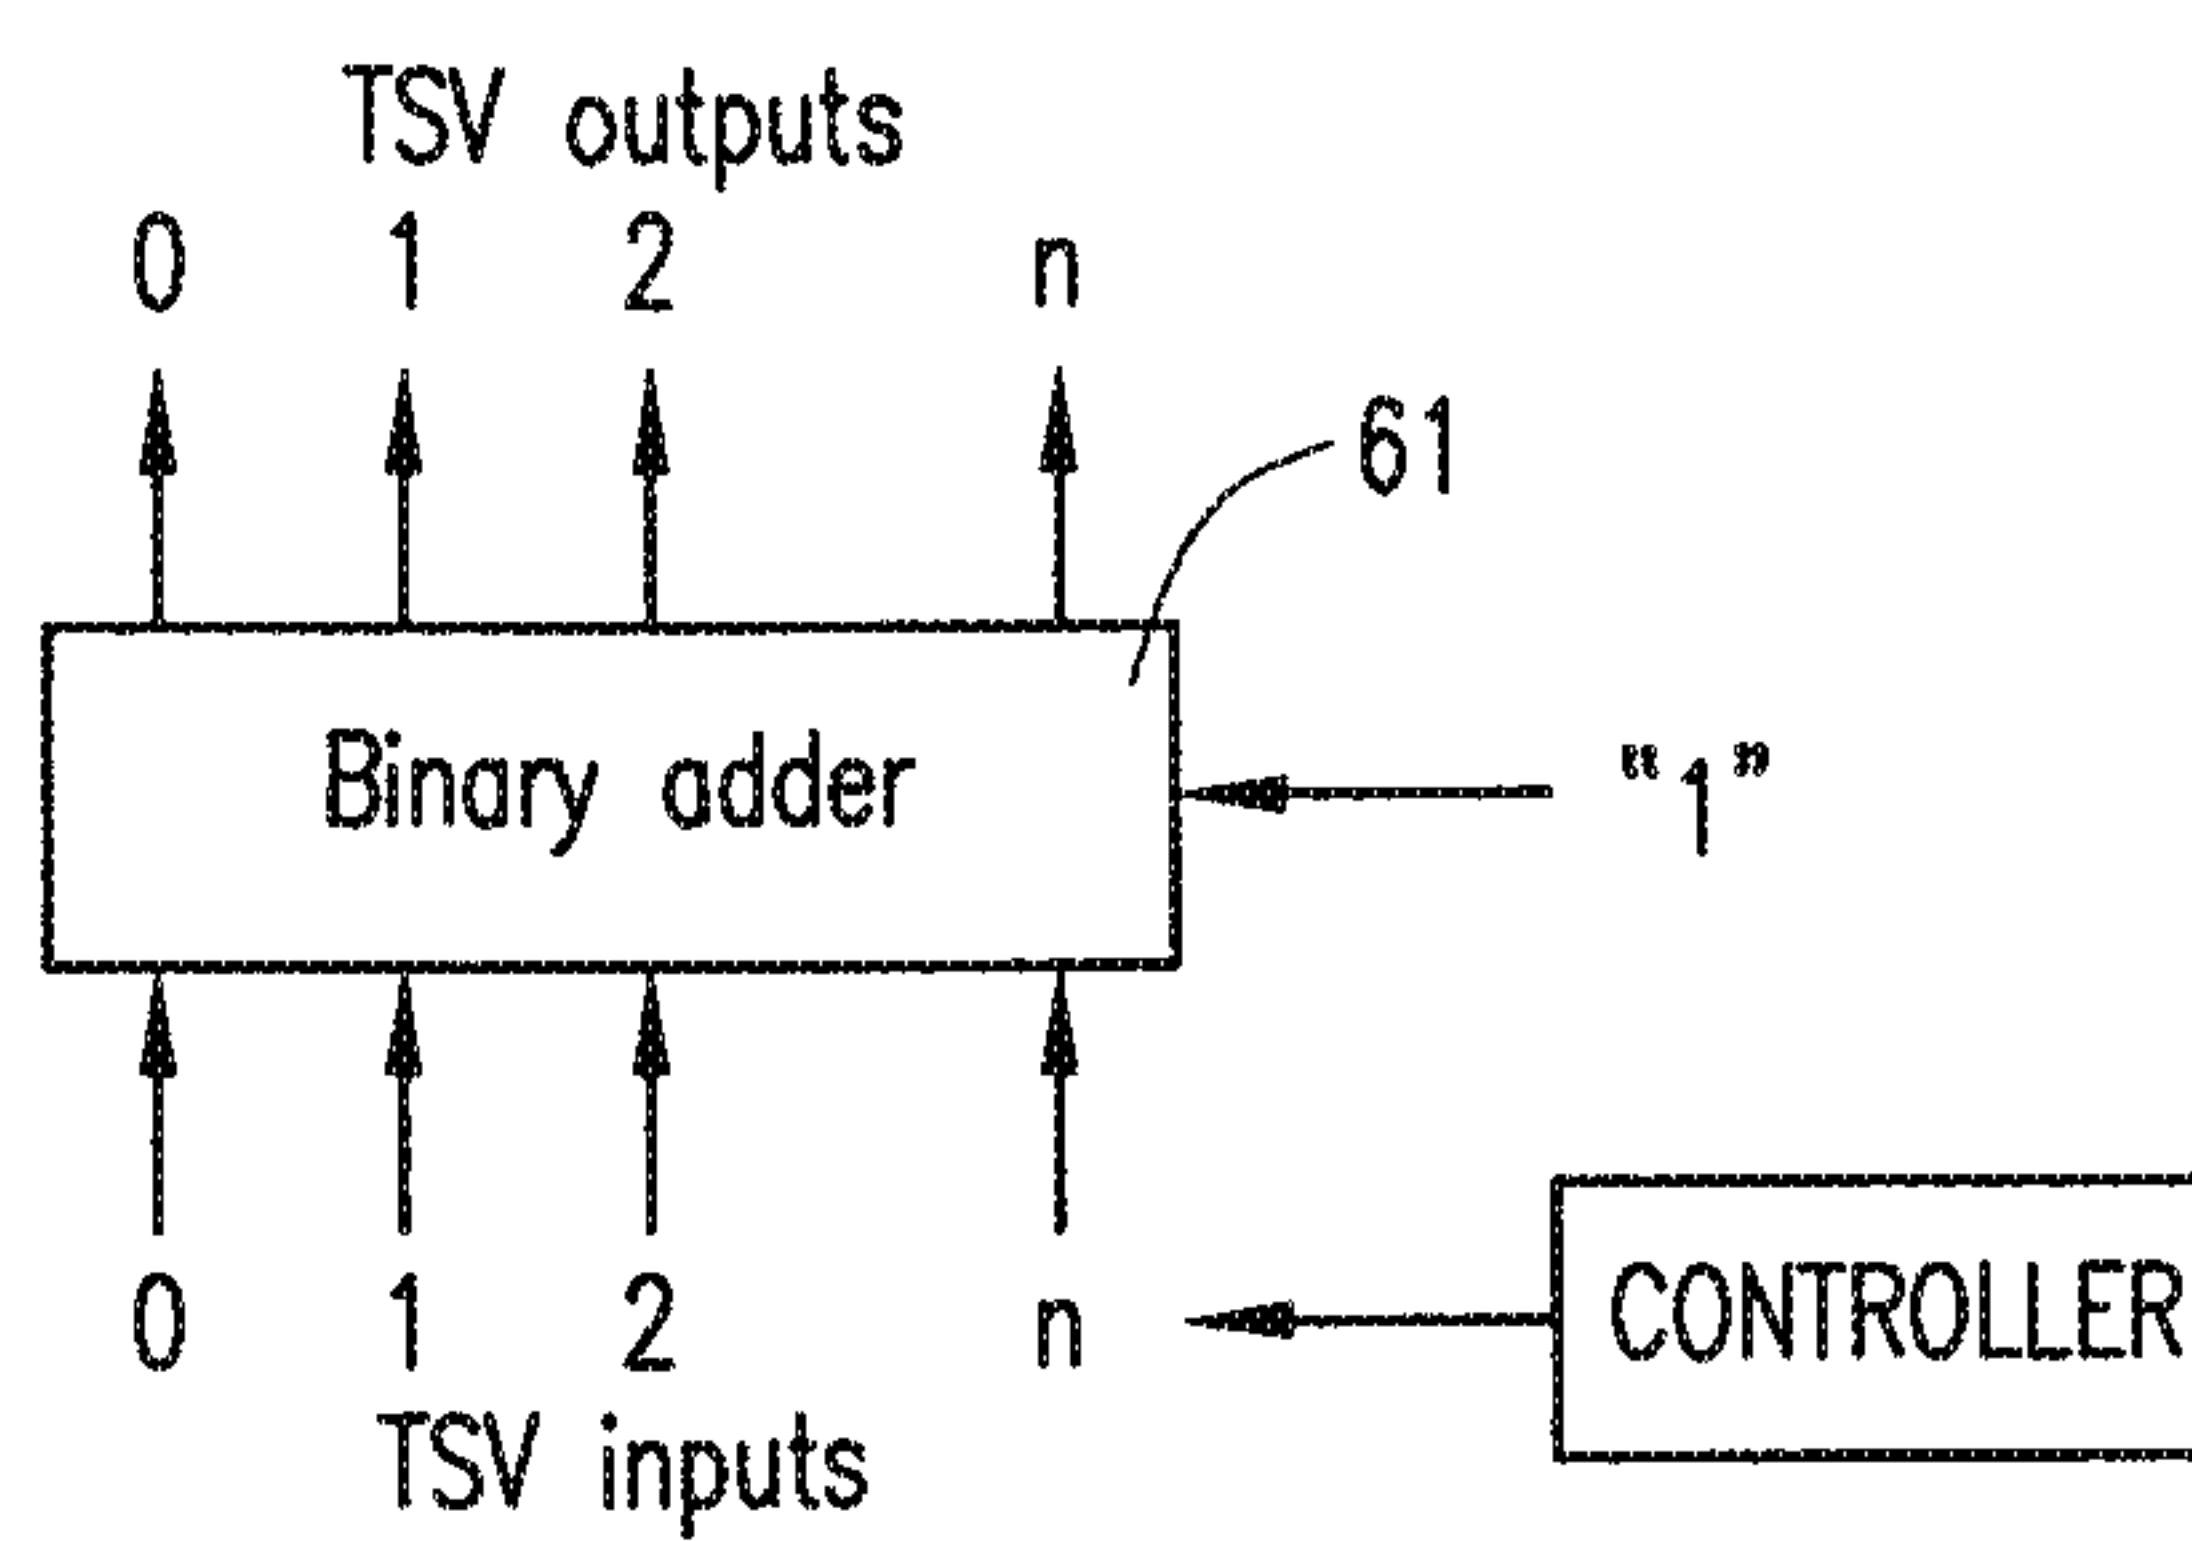 TSV outputs
0 1 2 n
61
Binary adder
“1”
0 1 2 n
CONTROLLER
TSV inputs